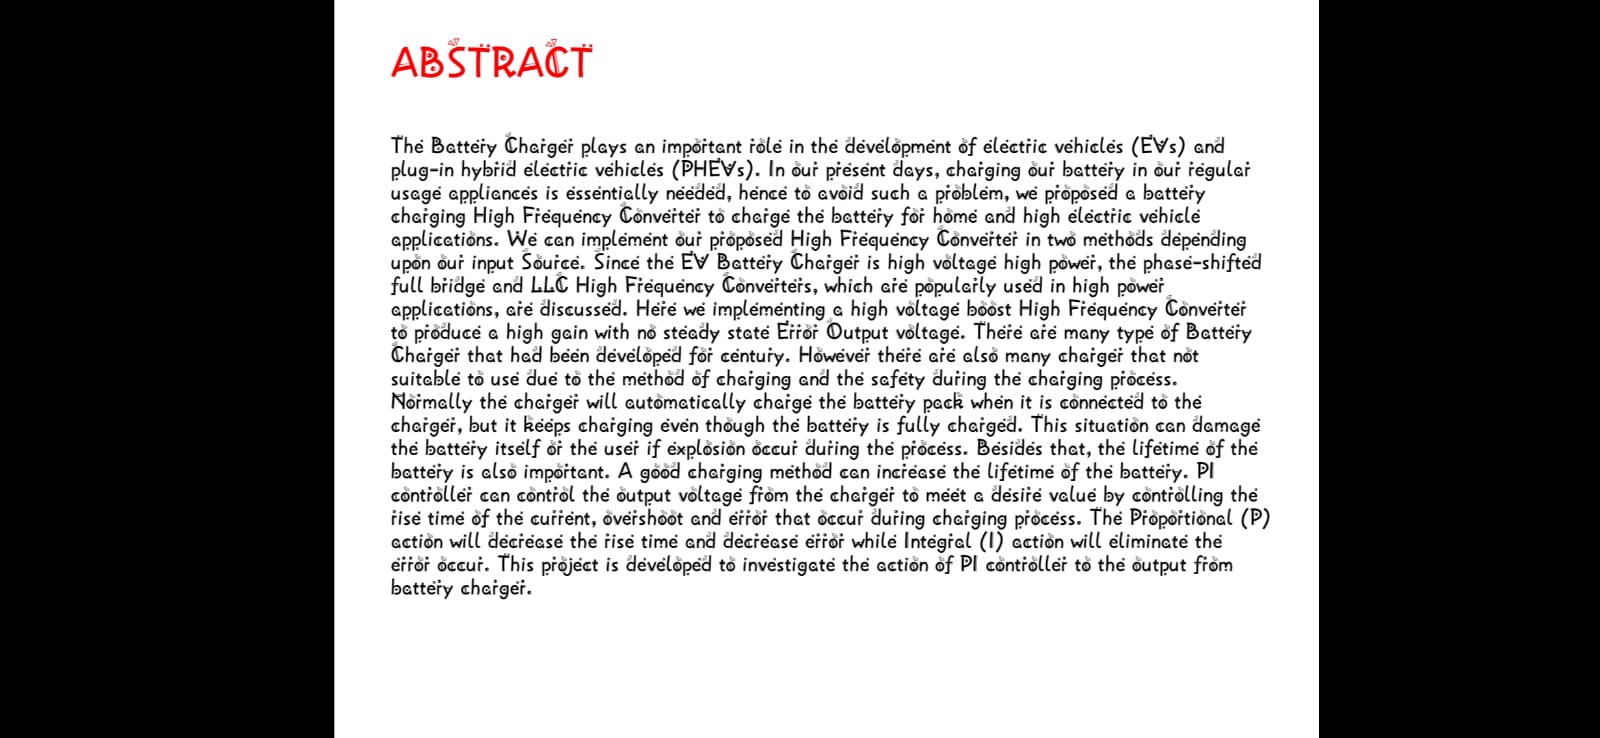 ABSTRACT
The Battery Charger plays an important role in the development of electric vehicles (EVs) and
plug-in hybrid electric vehicles (PHEVs). In our present days, charging our battery in our regular
usage appliances is essentially needed, hence to avoid such a problem, we proposed a battery
charging High Frequency Converter to charge the battery for home and high electric vehicle
applications. We can implement our proposed High Frequency Converter in two methods depending
upon our input Source. Since the EV Battery Charger is high voltage high power, the phase-shifted
full bridge and LLC High Frequency Converters, which are popularly used in high power
applications, are discussed. Here we implementing a high voltage boost High Frequency Converter
to produce a high gain with no steady state Error Output voltage. There are many type of Battery
Charger that had been developed for century. However there are also many charger that not
suitable to use due to the method of charging and the safety during the charging process.
Normally the charger will automatically charge the battery pack when it is connected to the
charger, but it keeps charging even though the battery is fully charged. This situation can damage
the battery itself or the user if explosion occur during the process. Besides that, the lifetime of the
battery is also important. A good charging method can increase the lifetime of the battery. PI
controller can control the output voltage from the charger to meet a desire value by controlling the
rise time of the current, overshoot and error that occur during charging process. The Proportional (P)
action will decrease the rise time and decrease error while Integral (I) action will eliminate the
error occur. This project is developed to investigate the action of PI controller to the output from
battery charger.